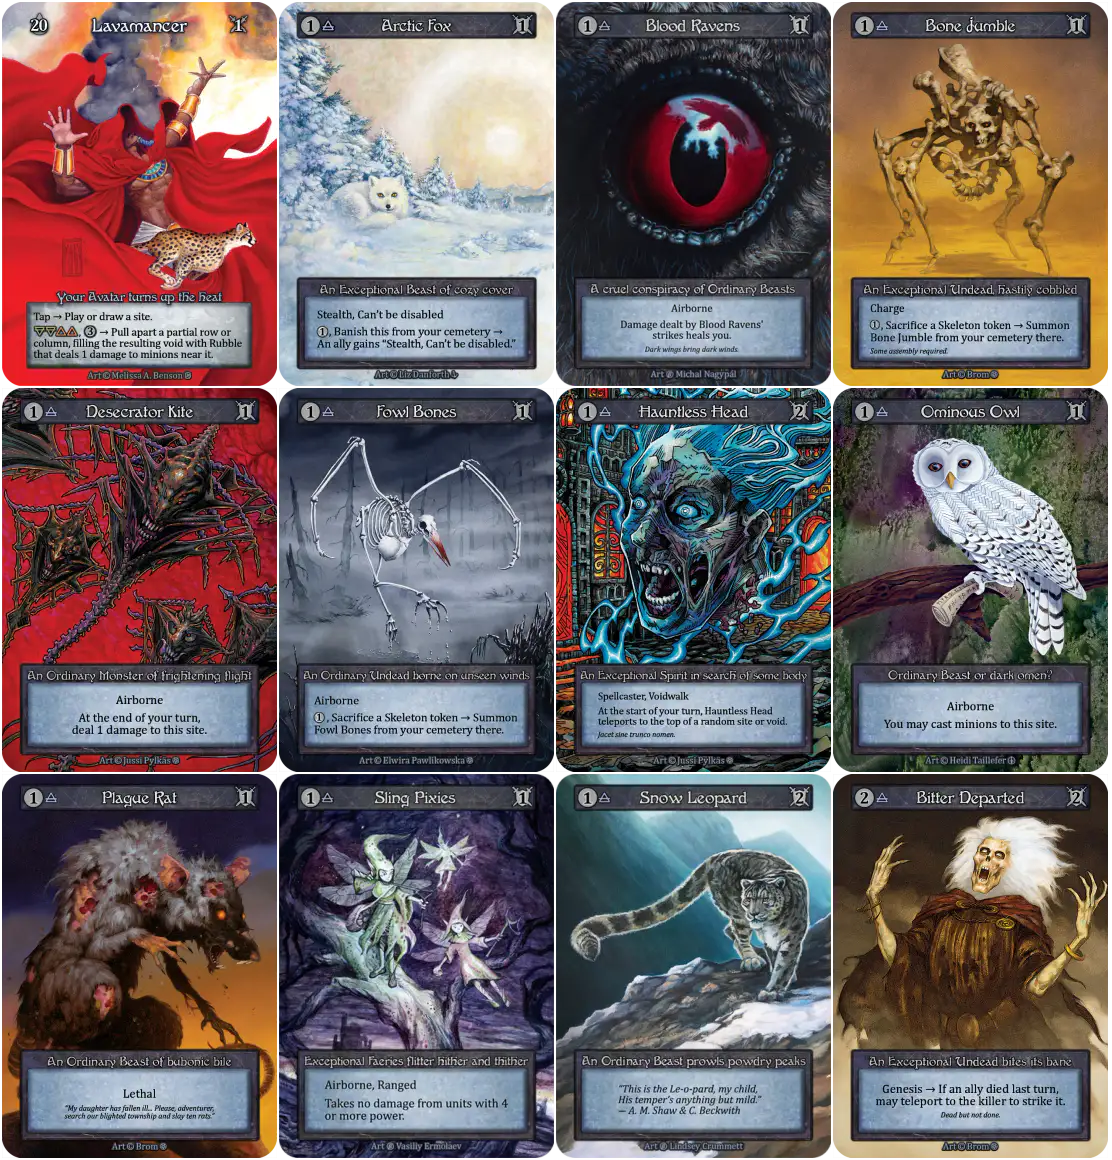 20 Lavamancer 1
Your Avatar turns up the heat
Tap → Play or draw a site.
③ → Pull apart a partial row or
column, filling the resulting void with Rubble
that deals 1 damage to minions near it.
Art © Melissa A. Benson
1 Arctic Fox 1
An Exceptional Beast of cozy cover
Stealth, Can't be disabled
①, Banish this from your cemetery →
An ally gains "Stealth, Can't be disabled."
Art © Liz Danforth
1 Blood Ravens 1
A cruel conspiracy of Ordinary Beasts
Airborne
Damage dealt by Blood Ravens'
strikes heals you.
Dark wings bring dark winds.
Art @ Michal Nagypál
1 Bone Jumble 1
An Exceptional Undead, hastily cobbled
Charge
①, Sacrifice a Skeleton token → Summon
Bone Jumble from your cemetery there.
Some assembly required.
Art © Brom
1 Desecrator Kite 1
An Ordinary Monster of frightening flight
Airborne
At the end of your turn,
deal 1 damage to this site.
Art © Jussi Pylkäs
1 Fowl Bones 1
An Ordinary Undead borne on unseen winds
Airborne
①, Sacrifice a Skeleton token → Summon
Fowl Bones from your cemetery there.
Art © Elwira Pawlikowska
1 Hauntless Head 2
An Exceptional Spirit in search of some body
Spellcaster, Voidwalk
At the start of your turn, Hauntless Head
teleports to the top of a random site or void.
Jacet sine trunco nomen.
Art © Jussi Pylkäs
1 Ominous Owl 1
Ordinary Beast or dark omen?
Airborne
You may cast minions to this site.
Art © Heidi Taillefer
1 Plague Rat 1
An Ordinary Beast of bubonic bile
Lethal
"My daughter has fallen ill... Please, adventurer,
search our blighted township and slay ten rats."
Art © Brom
1 Sling Pixies 1
Exceptional Faeries flitter hither and thither
Airborne, Ranged
Takes no damage from units with 4
or more power.
Art @ Vasiliy Ermolaev
1 Snow Leopard 2
An Ordinary Beast prowls powdry peaks
"This is the Le-o-pard, my child,
His temper's anything but mild."
— A. M. Shaw & C. Beckwith
Art @ Lindsey Crummett
2 Bitter Departed 2
An Exceptional Undead bites its bane
Genesis → If an ally died last turn,
may teleport to the killer to strike it.
Dead but not done.
Art © Brom